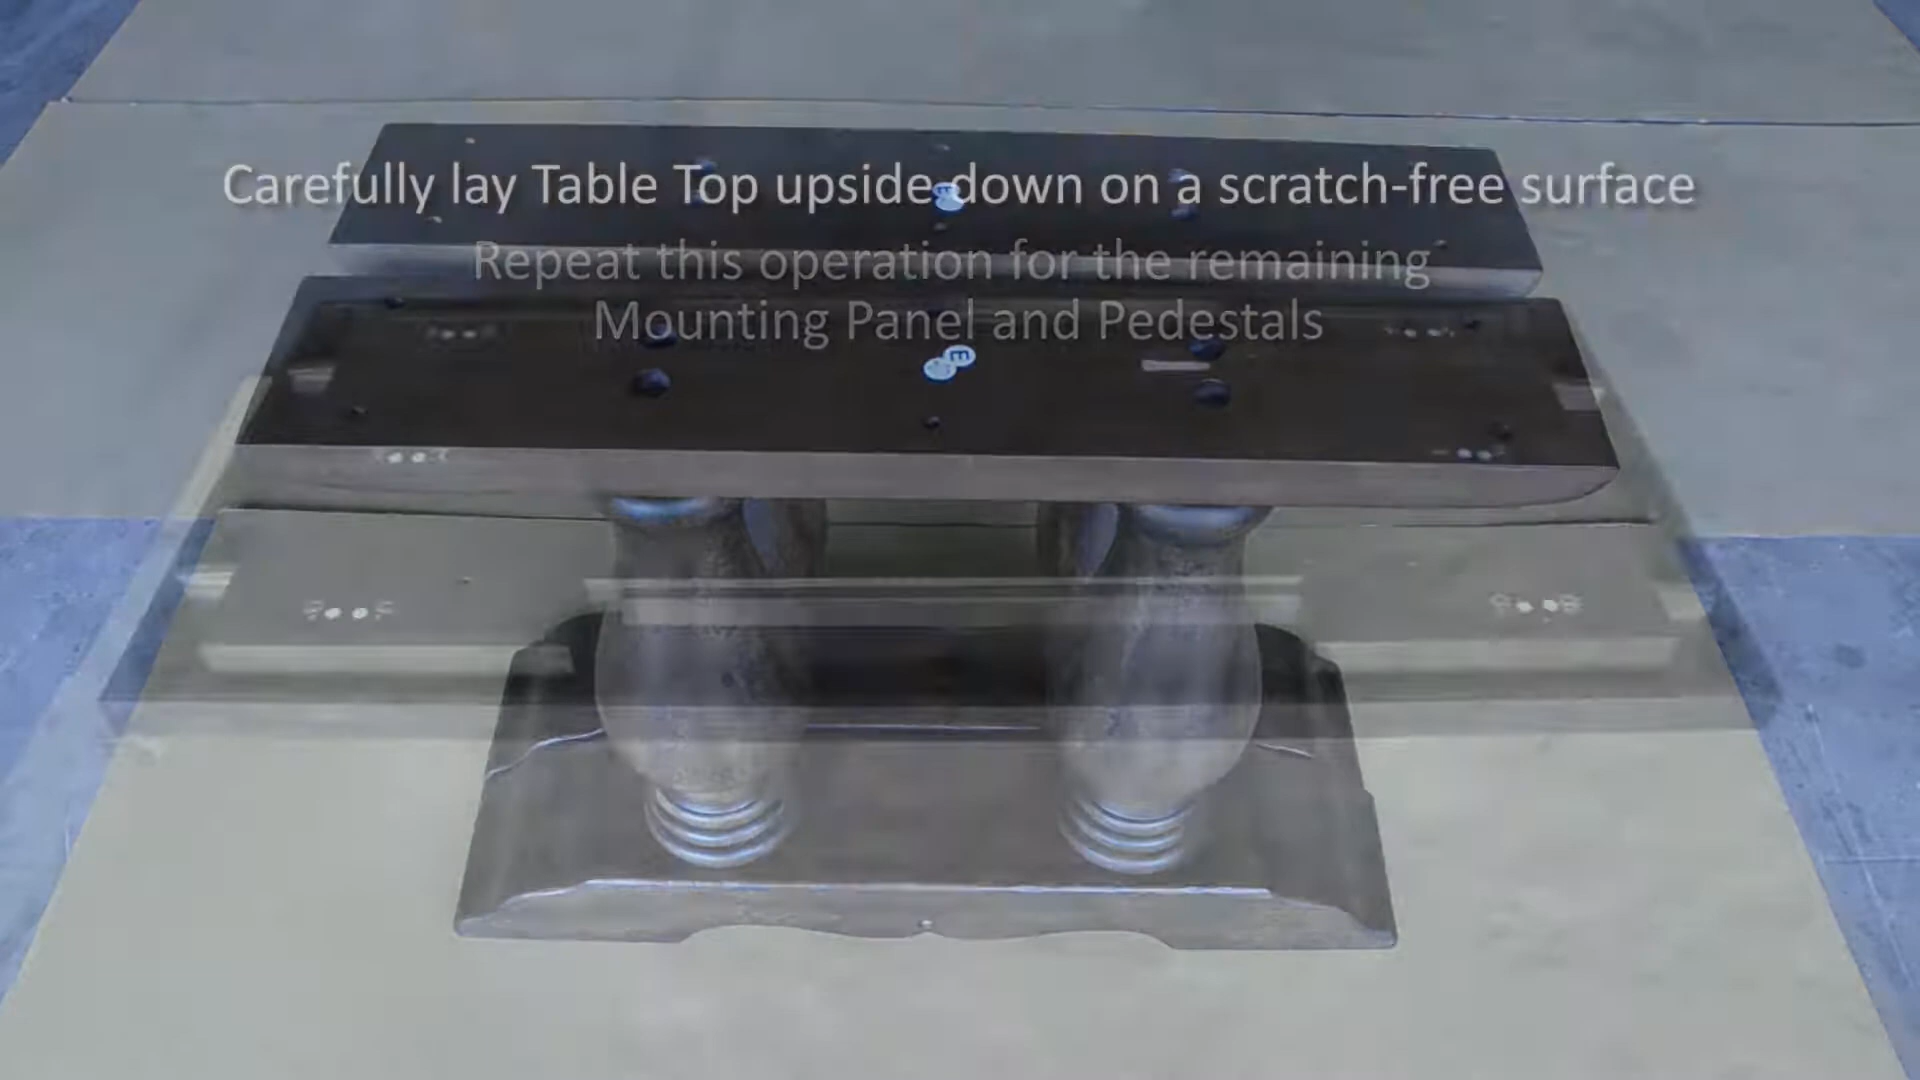 Carefully lay Table Top upside down on a scratch-free surface
Repeat this operation for the remaining
Mounting Panel and Pedestals
E
E